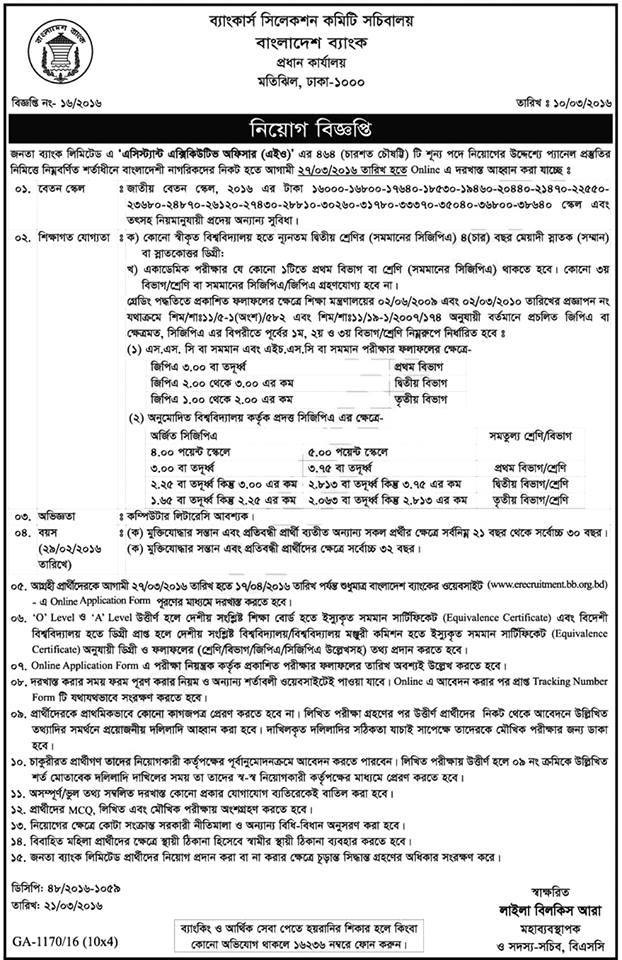 বাংলাদেশ ব্যাংক
ব্যাংকার্স সিলেকশন কমিটি সচিবালয়
বাংলাদেশ ব্যাংক
প্রধান কার্যালয়
মতিঝিল, ঢাকা-১০০০
বিজ্ঞপ্তি নং- ১৬/২০১৬ তারিখ : ১০/০৩/২০১৬
নিয়োগ বিজ্ঞপ্তি
জনতা ব্যাংক লিমিটেড এ ‘এসিস্ট্যান্ট এক্সিকিউটিভ অফিসার (এইও)’ এর ৪৬৪ (চারশত চৌষট্টি) টি শূন্য পদে নিয়োগের উদ্দেশ্যে প্যানেল প্রস্তুতির
নিমিত্তে নিম্নবর্ণিত শর্তাধীনে বাংলাদেশী নাগরিকদের নিকট হতে আগামী ২৭/০৩/২০১৬ তারিখ হতে Online এ দরখাস্ত আহ্বান করা যাচ্ছে :
০১. বেতন স্কেল : জাতীয় বেতন স্কেল, ২০১৬ এর টাকা ১৬০০০-১৬৮০০-১৭৬৪০-১৮৫৩০-১৯৪৬০-২০৪৪০-২১৪৭০-২২৫৫০-
২৩৬৮০-২৪৮৭০-২৬১২০-২৭৪৩০-২৮৮১০-৩০২৬০-৩১৭৮০-৩৩৩৭০-৩৫০৪০-৩৬৮০০-৩৮৬৪০ স্কেল এবং
তৎসহ নিয়মানুযায়ী প্রদেয় অন্যান্য সুবিধা।
০২. শিক্ষাগত যোগ্যতা : ক) কোনো স্বীকৃত বিশ্ববিদ্যালয় হতে ন্যুনতম দ্বিতীয় শ্রেণির (সমমানের সিজিপিএ) ৪(চার) বছর মেয়াদী স্নাতক (সম্মান)
বা স্নাতকোত্তর ডিগ্রী;
খ) একাডেমিক পরীক্ষার যে কোনো ১টিতে প্রথম বিভাগ বা শ্রেণি (সমমানের সিজিপিএ) থাকতে হবে। কোনো ৩য়
বিভাগ/শ্রেণি বা সমমানের সিজিপিএ/জিপিএ গ্রহণযোগ্য হবে না।
গ্রেডিং পদ্ধতিতে প্রকাশিত ফলাফলের ক্ষেত্রে শিক্ষা মন্ত্রণালয়ের ০২/০৬/২০০৯ এবং ০২/০৩/২০১০ তারিখের প্রজ্ঞাপন নং
যথাক্রমে শিম/শাঃ১১/৫-১(অংশ)/৫৮২ এবং শিম/শাঃ১১/১৯-১/২০০৭/১৭৪ অনুযায়ী বর্তমানে প্রচলিত জিপিএ বা
ক্ষেত্রমত, সিজিপিএ এর বিপরীতে পূর্বের ১ম, ২য় ও ৩য় বিভাগ/শ্রেণি নিম্নরূপে নির্ধারিত হবে :
(১) এস.এস. সি বা সমমান এবং এইচ.এস.সি বা সমমান পরীক্ষার ফলাফলের ক্ষেত্রে-
জিপিএ ৩.০০ বা তদূর্ধ্ব প্রথম বিভাগ
জিপিএ ২.০০ থেকে ৩.০০ এর কম দ্বিতীয় বিভাগ
জিপিএ ১.০০ থেকে ২.০০ এর কম তৃতীয় বিভাগ
(২) অনুমোদিত বিশ্ববিদ্যালয় কর্তৃক প্রদত্ত সিজিপিএ এর ক্ষেত্রে-
অর্জিত সিজিপিএ সমতুল্য শ্রেণি/বিভাগ
৪.০০ পয়েন্ট স্কেলে ৫.০০ পয়েন্ট স্কেলে
৩.০০ বা তদূর্ধ্ব ৩.৭৫ বা তদূর্ধ্ব প্রথম বিভাগ/শ্রেণি
২.২৫ বা তদূর্ধ্ব কিন্তু ৩.০০ এর কম ২.৮১৩ বা তদূর্ধ্ব কিন্তু ৩.৭৫ এর কম দ্বিতীয় বিভাগ/শ্রেণি
১.৬৫ বা তদূর্ধ্ব কিন্তু ২.২৫ এর কম ২.০৬৩ বা তদূর্ধ্ব কিন্তু ২.৮১৩ এর কম তৃতীয় বিভাগ/শ্রেণি
০৩. অভিজ্ঞতা : কম্পিউটার লিটারেসি আবশ্যক।
০৪. বয়স : (ক) মুক্তিযোদ্ধার সন্তান এবং প্রতিবন্ধী প্রার্থী ব্যতীত অন্যান্য সকল প্রর্থীর ক্ষেত্রে সর্বনিম্ন ২১ বছর থেকে সর্বোচ্চ ৩০ বছর।
(২৯/০২/২০১৬ (ক) মুক্তিযোদ্ধার সন্তান এবং প্রতিবন্ধী প্রার্থীদের ক্ষেত্রে সর্বোচ্চ ৩২ বছর।
তারিখে)
০৫. আগ্রহী প্রার্থীদেরকে আগামী ২৭/০৩/২০১৬ তারিখ হতে ১৭/০৪/২০১৬ তারিখ পর্যন্ত শুধুমাত্র বাংলাদেশ ব্যাংকের ওয়েবসাইট (www.erecruitment.bb.org.bd)
- এ Online Application Form পূরণের মাধ্যমে দরখাস্ত করতে হবে।
০৬. ‘O’ Level ও ‘A’ Level উত্তীর্ণ হলে দেশীয় সংশ্লিষ্ট শিক্ষা বোর্ড হতে ইস্যুকৃত সমমান সার্টিফিকেট (Equivalence Certificate) এবং বিদেশী
বিশ্ববিদ্যালয় হতে ডিগ্রী প্রাপ্ত হলে দেশীয় সংশ্লিষ্ট বিশ্ববিদ্যালয়/বিশ্ববিদ্যালয় মঞ্জুরী কমিশন হতে ইস্যুকৃত সমমান সার্টিফিকেট (Equivalence
Certificate) অনুযায়ী ডিগ্রী ও ফলাফলের (শ্রেণি/বিভাগ/জিপিএ/সিজিপিএ উল্লেখসহ) তথ্য প্রদান করতে হবে।
০৭. Online Application Form এ পরীক্ষা নিয়ন্ত্রক কর্তৃক প্রকাশিত পরীক্ষার ফলাফলের তারিখ অবশ্যই উল্লেখ করতে হবে।
০৮. দরখাস্ত করার সময় ফরম পূরণ করার নিয়ম ও অন্যান্য শর্তাবলী ওয়েবসাইটেই পাওয়া যাবে। Online এ আবেদন করার পর প্রাপ্ত Tracking Number
Form টি যথাযথভাবে সংরক্ষণ করতে হবে।
০৯. প্রার্থীদেরকে প্রাথমিকভাবে কোনো কাগজপত্র প্রেরণ করতে হবে না। লিখিত পরীক্ষা গ্রহণের পর উত্তীর্ণ প্রার্থীদের নিকট থেকে আবেদনে উল্লিখিত
তথ্যাদির সমর্থনে প্রয়োজনীয় দলিলাদি আহ্বান করা হবে। দাখিলকৃত দলিলাদির সঠিকতা যাচাই সাপেক্ষে তাদেরকে মৌখিক পরীক্ষার জন্য ডাকা
হবে।
১০. চাকুরীরত প্রার্থীগণ তাদের নিয়োগকারী কর্তৃপক্ষের পূর্বানুমোদনক্রমে আবেদন করতে পারবেন। লিখিত পরীক্ষায় উত্তীর্ণ হলে ০৯ নং ক্রমিকে উল্লিখিত
শর্ত মোতাবেক দলিলাদি দাখিলের সময় তা তাদের স্ব-স্ব নিয়োগকারী কর্তৃপক্ষের মাধ্যমে প্রেরণ করতে হবে।
১১. অসম্পূর্ণ/ভুল তথ্য সম্বলিত দরখাস্ত কোনো প্রকার যোগাযোগ ব্যতিরেকেই বাতিল করা হবে।
১২. প্রার্থীদের MCQ, লিখিত এবং মৌখিক পরীক্ষায় অংশগ্রহণ করতে হবে।
১৩. নিয়োগের ক্ষেত্রে কোটা সংক্রান্ত সরকারী নীতিমালা ও অন্যান্য বিধি-বিধান অনুসরণ করা হবে।
১৪. বিবাহিত মহিলা প্রার্থীদের ক্ষেত্রে স্থায়ী ঠিকানা হিসেবে স্বামীর স্থায়ী ঠিকানা ব্যবহার করতে হবে।
১৫. জনতা ব্যাংক লিমিটেড প্রার্থীদের নিয়োগ প্রদান করা বা না করার ক্ষেত্রে চূড়ান্ত সিদ্ধান্ত গ্রহণের অধিকার সংরক্ষণ করে।
ডিসিপি: ৪৮/২০১৬-১০৫৯
তারিখ: ২১/০৩/২০১৬
স্বাক্ষরিত
লাইলা বিলকিস আরা
মহাব্যবস্থাপক
ও সদস্য-সচিব, বিএসসি
GA-1170/16 (10x4)
ব্যাংকিং ও আর্থিক সেবা পেতে হয়রানির শিকার হলে কিংবা
কোনো অভিযোগ থাকলে ১৬২৩৬ নম্বরে ফোন করুন।